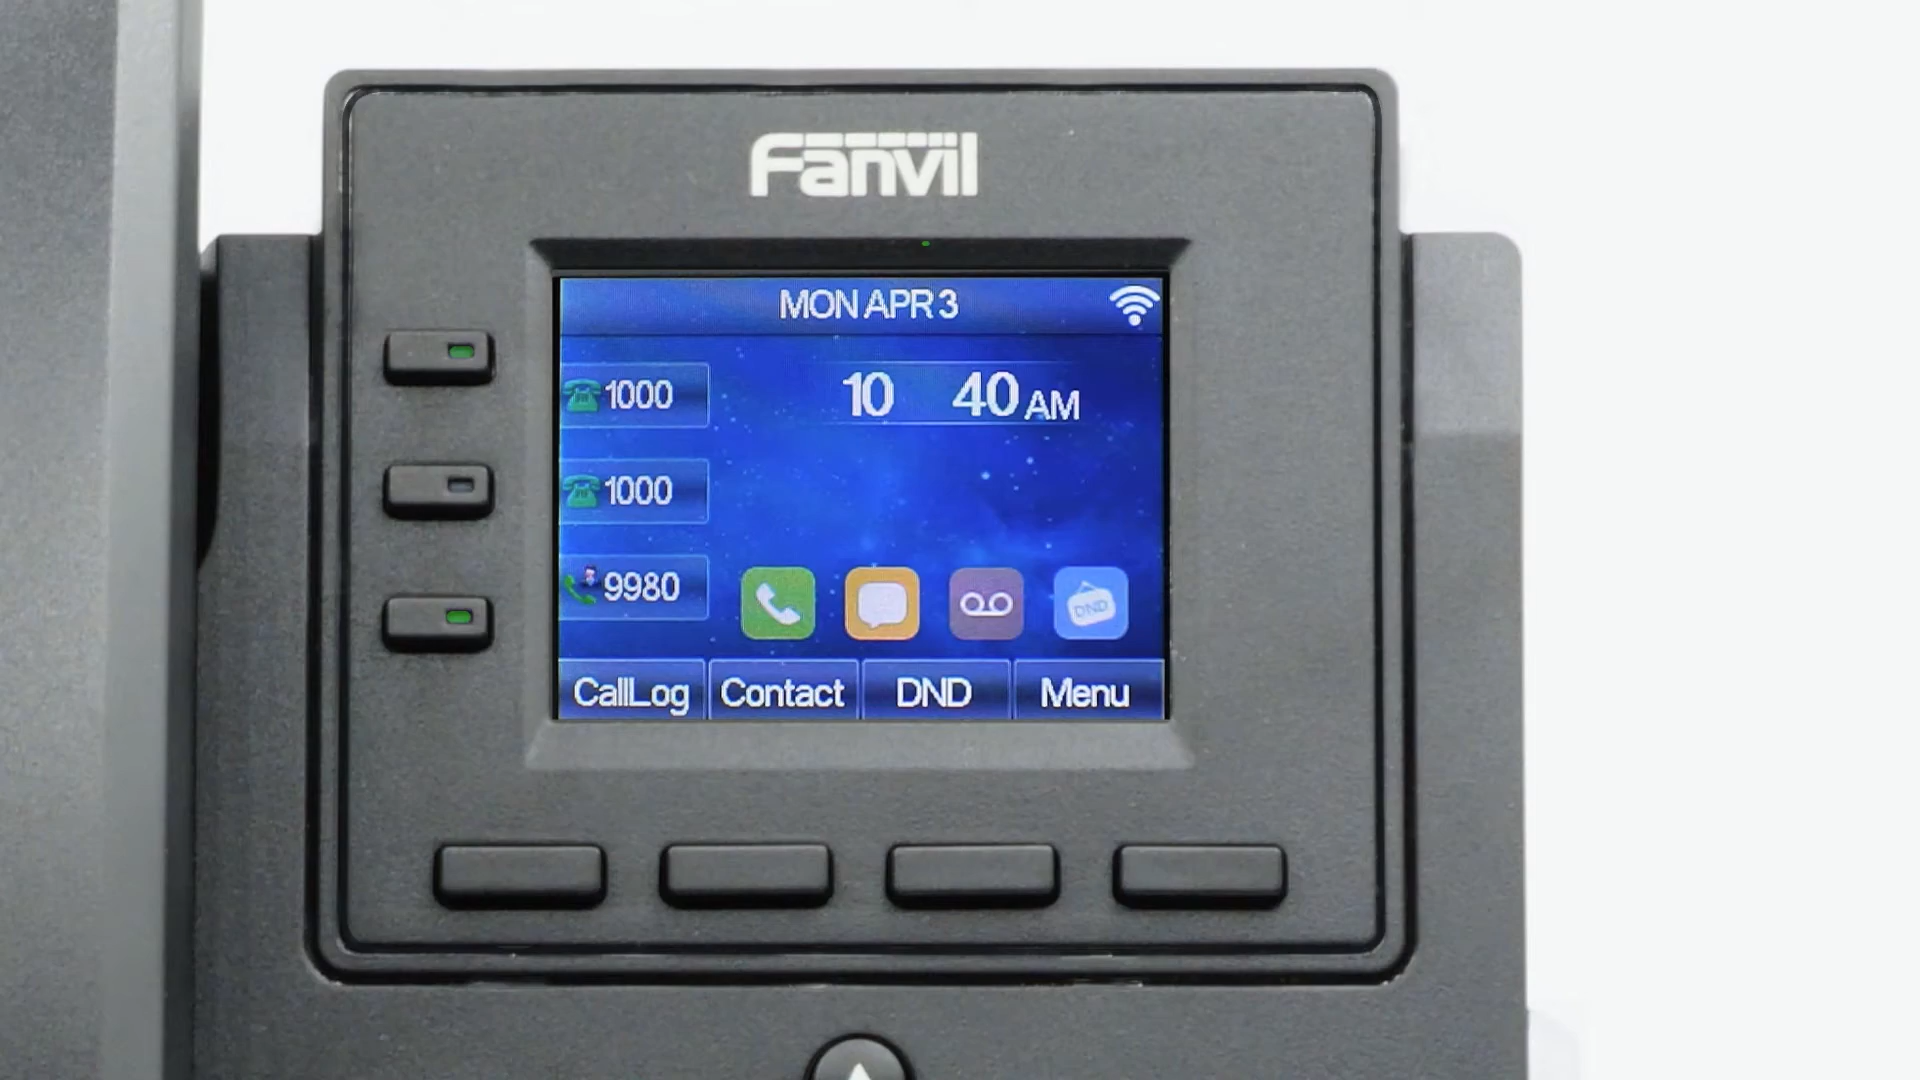 Fanvil
MON APR 3
1000
10 40 AM
1000
9980
DND
CallLog Contact DND Menu